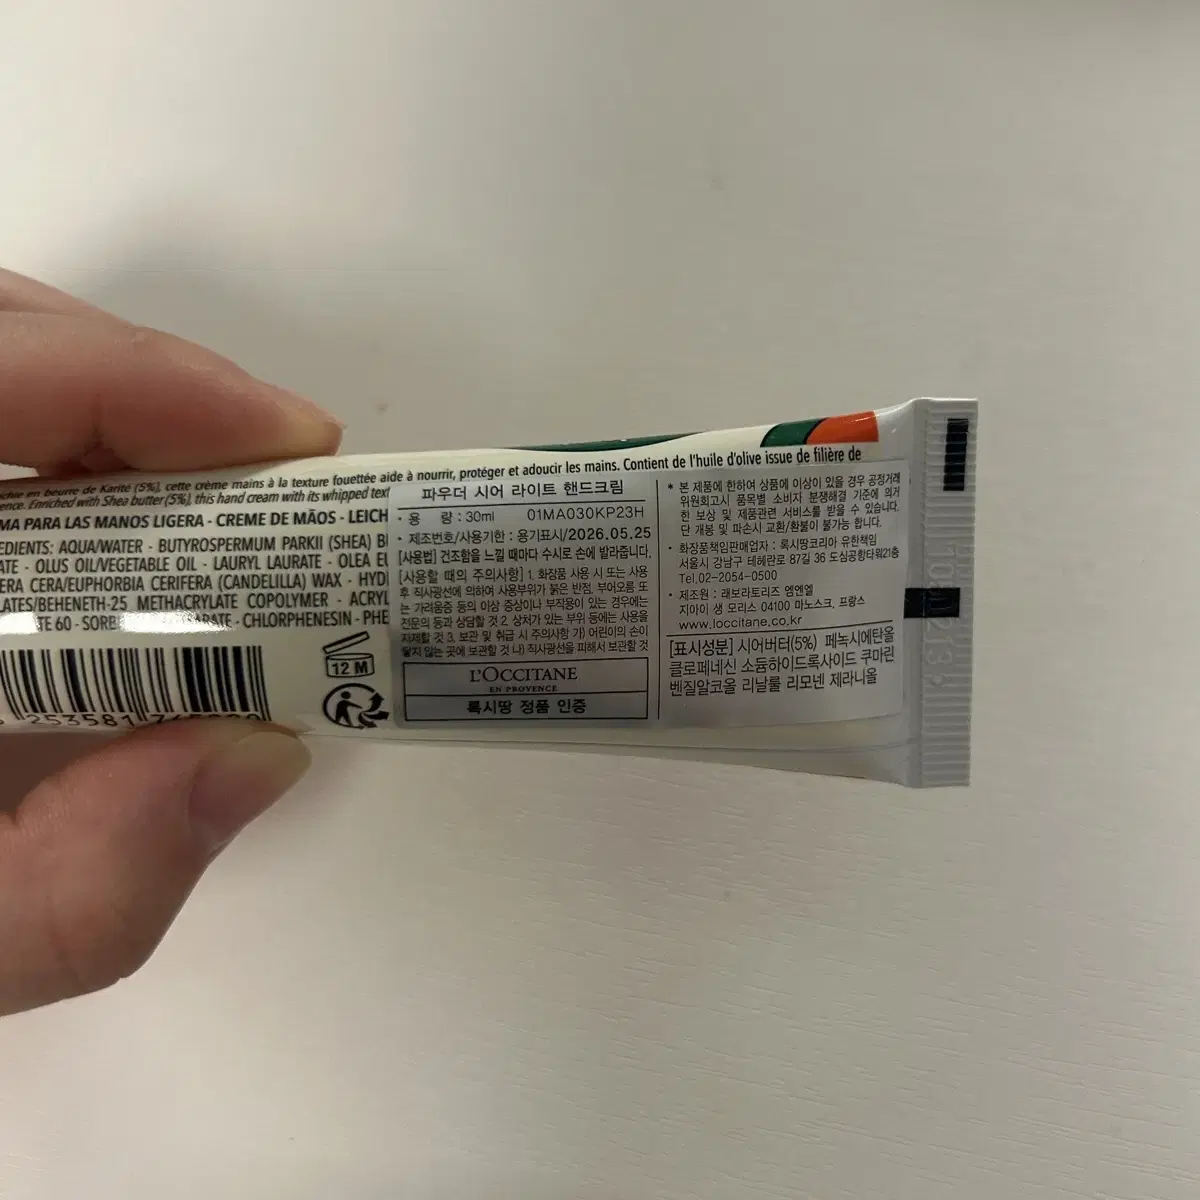 cette crème mains à la texture fouettée aide à nourrir, protéger et adoucir les mains. Contient de l'huile d'olive issue de filière de
Enriched with Shea butter (5%), this hand cream with its whipped
MA PARA LAS MANOS LIGERA - CREME DE MÃOS - LEICH
EDIENTS: AQUA/WATER - BUTYROSPERMUM PARKII (SHEA) B
ATE - OLUS OIL/VEGETABLE OIL - LAURYL LAURATE - OLEA EU
ERA CERA/EUPHORBIA CERIFERA (CANDELILLA) WAX - HYD
LATES/BEHENETH-25 METHACRYLATE COPOLYMER - ACRYL
TE 60 - CHLORPHENESIN - PHE
12 M
파우더 시어 라이트 핸드크림
• 용 량 : 30ml 01MA030KP23H
• 제조번호/사용기한 : 용기표시/2026.05.25
[사용법] 건조함을 느낄 때마다 수시로 손에 발라줍니다.
[사용할 때의 주의사항] 1. 화장품 사용 시 또는 사용
후 직사광선에 의하여 사용부위가 붉은 반점, 부어오름 또
는 가려움증 등의 이상 증상이나 부작용이 있는 경우에는
전문의 등과 상담할 것 2. 상처가 있는 부위 등에는 사용을
자제할 것 3. 보관 및 취급 시 주의사항 가) 어린이의 손이
닿지 않는 곳에 보관할 것 나) 직사광선을 피해서 보관할 것
L'OCCITANE
EN PROVENCE
록시땅 정품 인증
* 본 제품에 한하여 상품에 이상이 있을 경우 공정거래
위원회고시 품목별 소비자 분쟁해결 기준에 의거
한 보상 및 제품관련 서비스를 받을 수 있습니다.
단 개봉 및 파손시 교환/환불이 불가능 합니다.
• 화장품책임판매업자 : 록시땅코리아 유한책임
서울시 강남구 테헤란로 87길 36 도심공항타워21층
Tel,02-2054-0500
• 제조원 : 래보라토리즈 엠엔엘
지아이 생 모리스 04100 마노스크, 프랑스
www.loccitane.co.kr
[표시성분] 시어버터(5%) 페녹시에탄올
클로페네신 소듐하이드록사이드 쿠마린
벤질알코올 리날룰 리모넨 제라니올